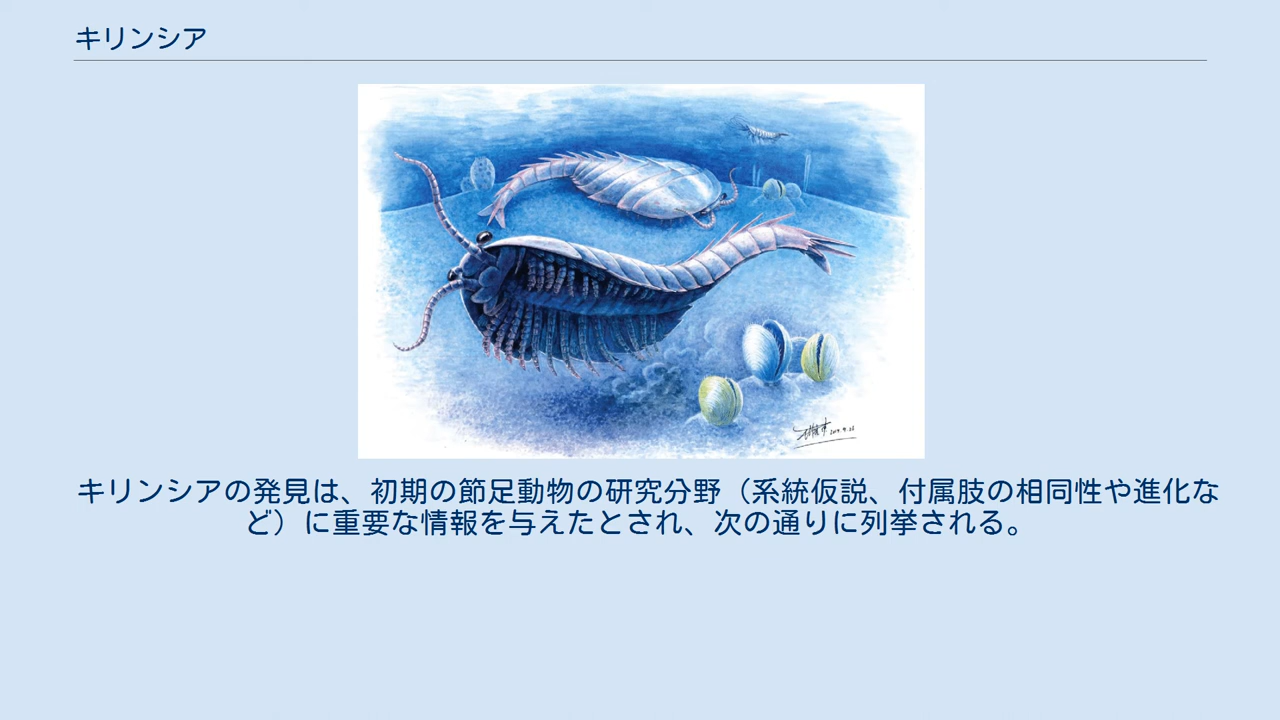 キリンシア
キリンシアの発見は、初期の節足動物の研究分野（系統仮説、付属肢の相同性や進化な
ど）に重要な情報を与えたとされ、次の通りに列挙される。